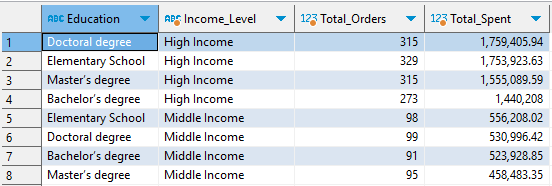 ABC Education ABC Income_Level 123 Total_Orders 123 Total_Spent
1 Doctoral degree High Income 315 1,759,405.94
2 Elementary School High Income 329 1,753,923.63
3 Master's degree High Income 315 1,555,089.59
4 Bachelor's degree High Income 273 1,440,208
5 Elementary School Middle Income 98 556,208.02
6 Doctoral degree Middle Income 99 530,996.42
7 Bachelor's degree Middle Income 91 523,928.85
8 Master's degree Middle Income 95 458,483.35